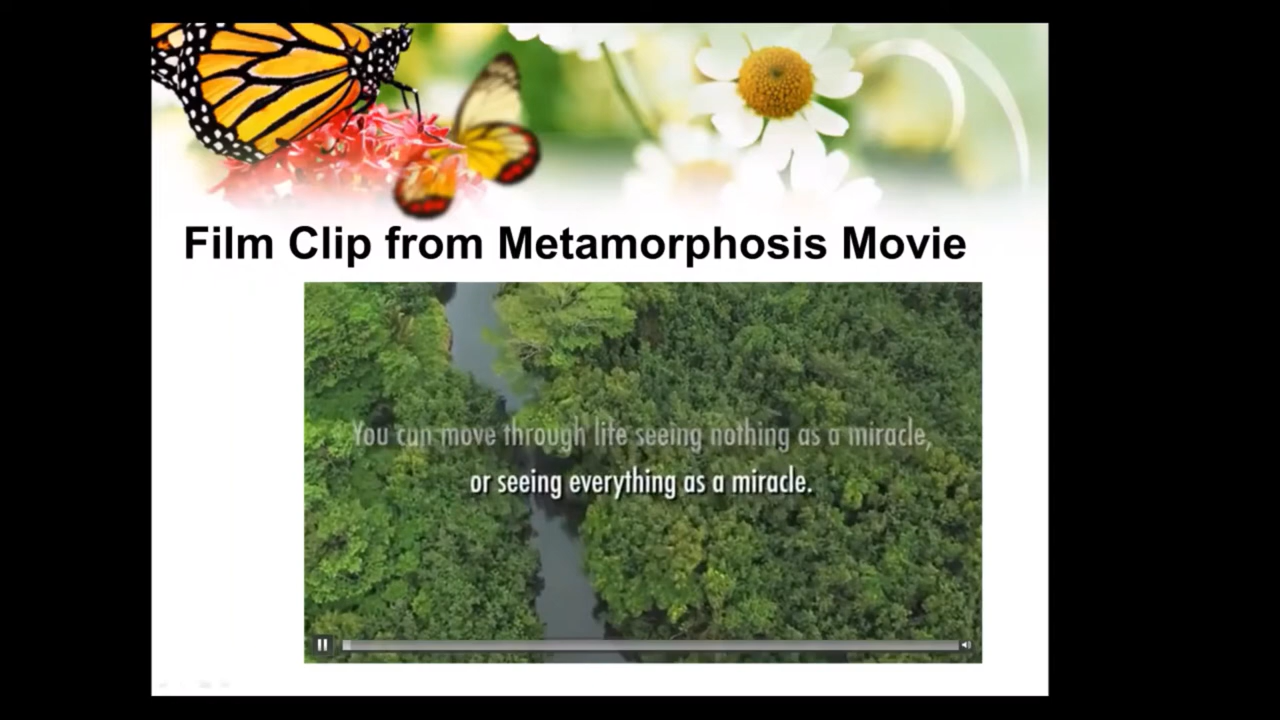 Film Clip from Metamorphosis Movie
You can move through life seeing nothing as a miracle,
or seeing everything as a miracle.